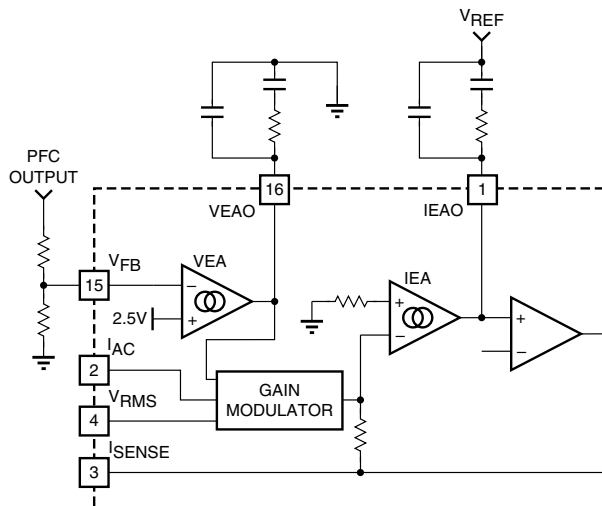 VREF
PFC
OUTPUT
16
VEAO
1
IEAO
15
VFB
VEA
IEA
2.5V
IAC
2
VRMS
4
GAIN
MODULATOR
ISENSE
3